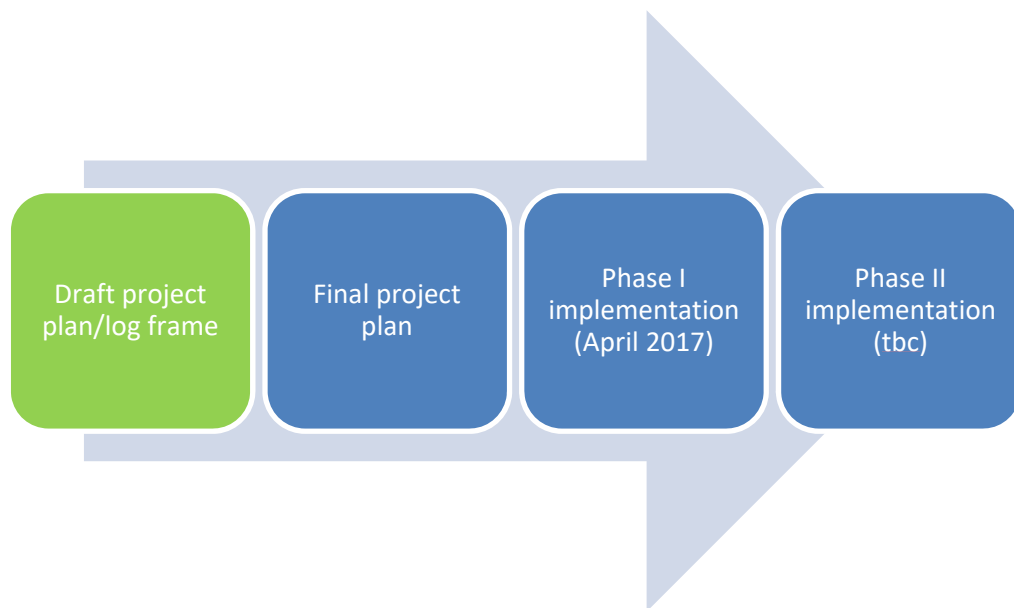 Draft project
plan/log frame
Final project
plan
Phase I
implementation
(April 2017)
Phase II
implementation
(tbc)